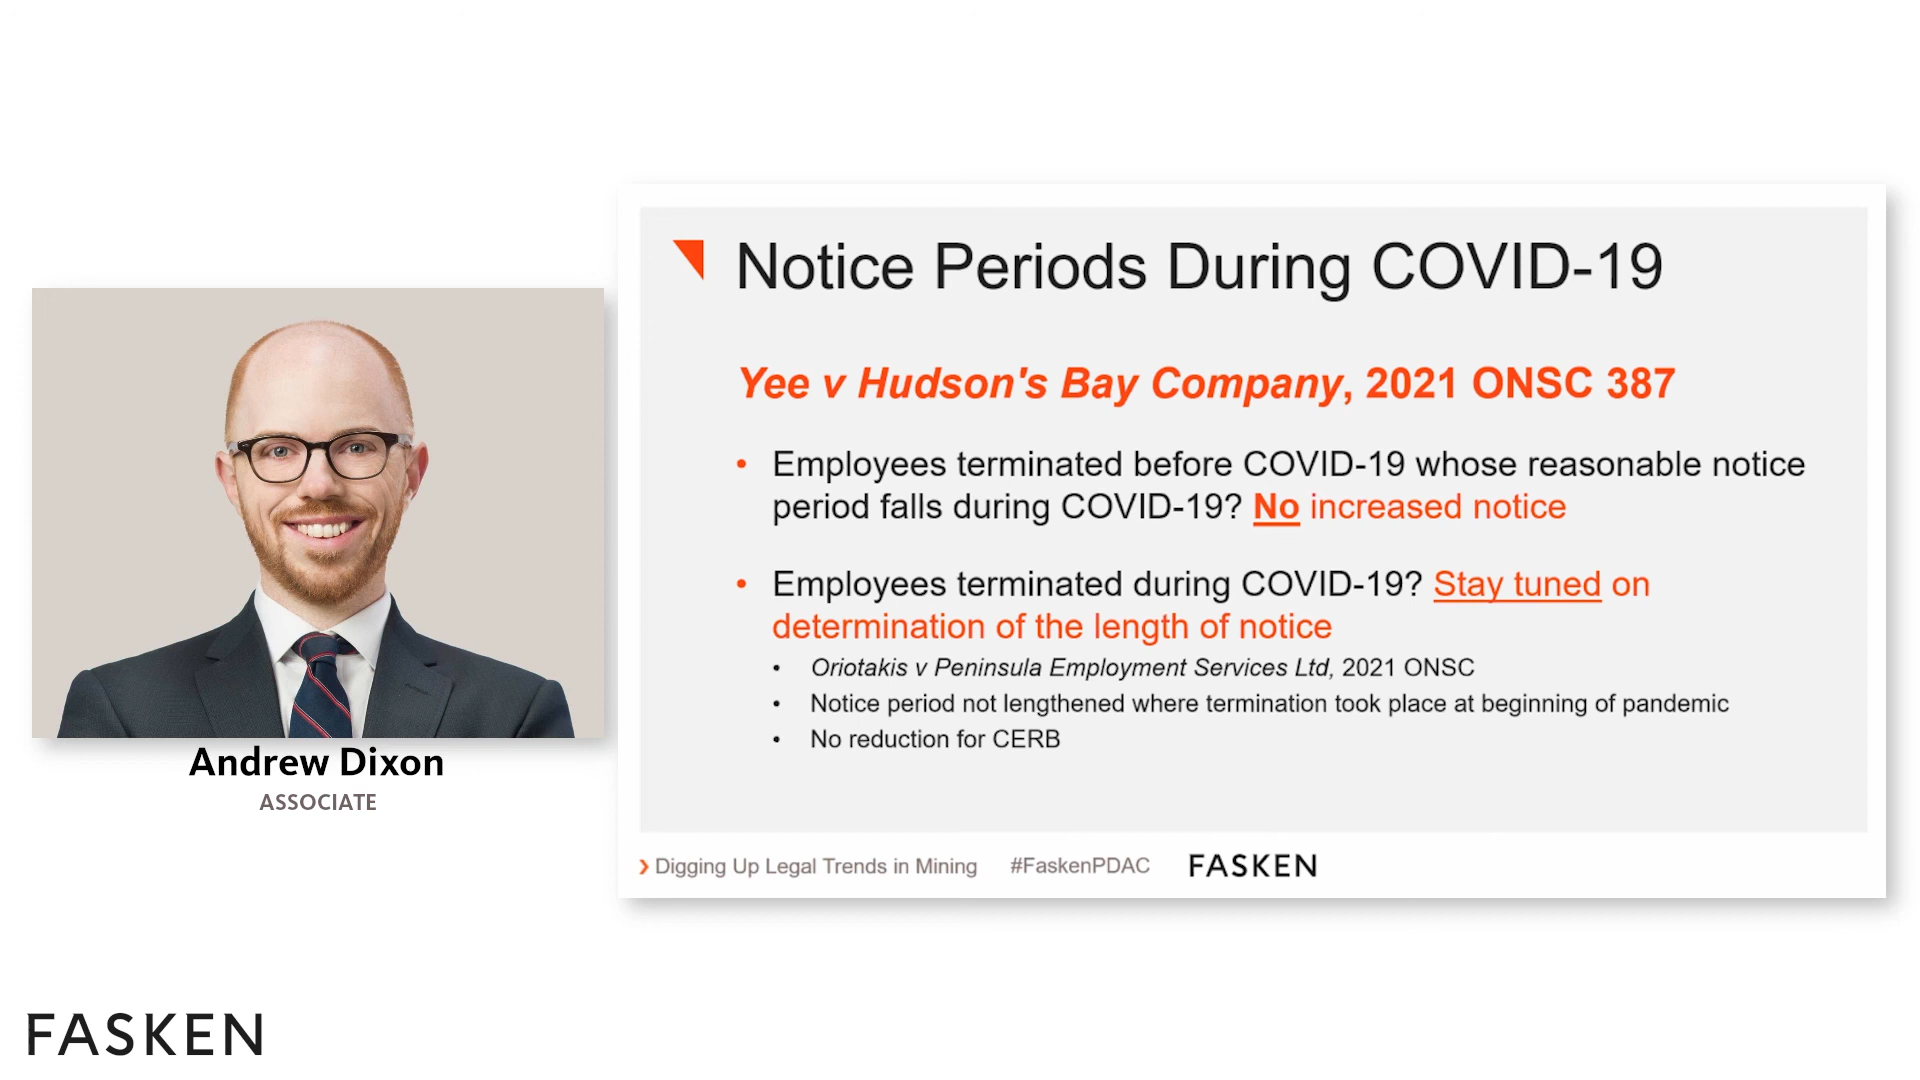 Andrew Dixon
ASSOCIATE
FASKEN
Notice Periods During COVID-19
Yee v Hudson's Bay Company, 2021 ONSC 387
• Employees terminated before COVID-19 whose reasonable notice
period falls during COVID-19? No increased notice
• Employees terminated during COVID-19? Stay tuned on
determination of the length of notice
• Oriotakis v Peninsula Employment Services Ltd, 2021 ONSC
• Notice period not lengthened where termination took place at beginning of pandemic
• No reduction for CERB
Digging Up Legal Trends in Mining #FaskenPDAC FASKEN